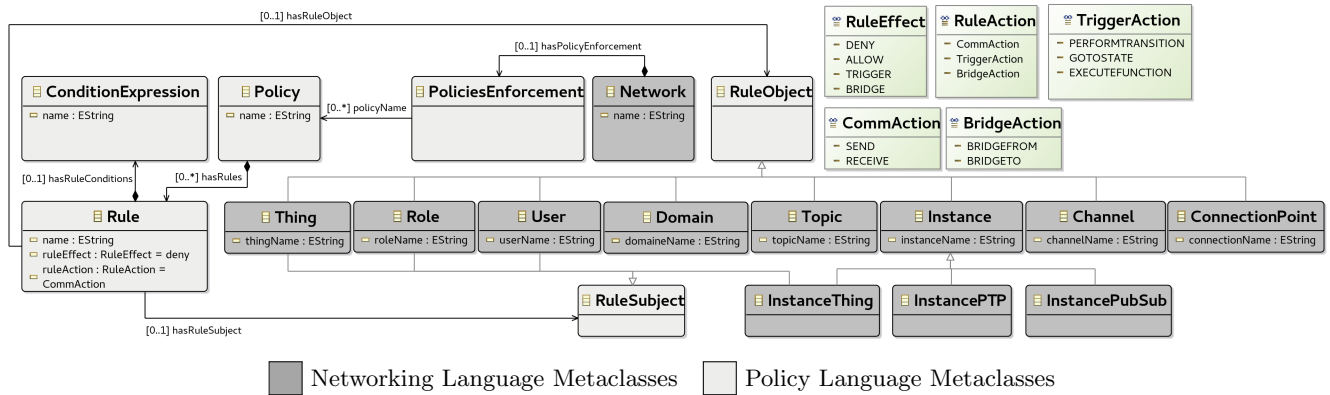 [0..1] hasRuleObject
[0..1] hasPolicyEnforcement
RuleEffect
DENY
ALLOW
TRIGGER
BRIDGE
RuleAction
CommAction
TriggerAction
BridgeAction
TriggerAction
PERFORMTRANSITION
GOTOSTATE
EXECUTEFUNCTION
ConditionExpression
name : EString
Policy
name : EString
[0..*] policyName
PoliciesEnforcement
Network
name : EString
RuleObject
CommAction
SEND
RECEIVE
BridgeAction
BRIDGEFROM
BRIDGETO
[0..1] hasRuleConditions
[0..*] hasRules
Rule
name : EString
ruleEffect : RuleEffect = deny
ruleAction : RuleAction =
CommAction
Thing
thingName : EString
Role
roleName : EString
User
userName : EString
Domain
domaineName : EString
Topic
topicName : EString
Instance
instanceName : EString
Channel
channelName : EString
ConnectionPoint
connectionName : EString
[0..1] hasRuleSubject
RuleSubject
InstanceThing
InstancePTP
InstancePubSub
Networking Language Metaclasses
Policy Language Metaclasses